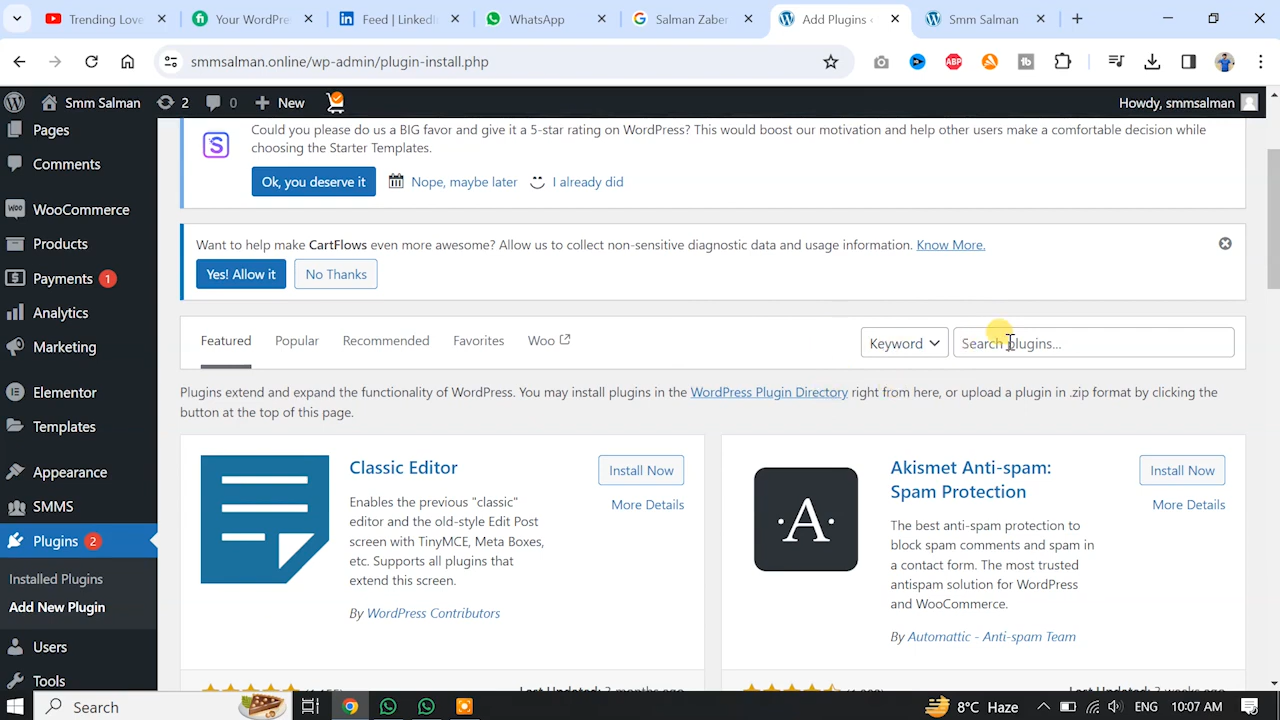 Trending Love
Your WordPre
Feed | LinkedI
WhatsApp
Salman Zaber
Add Plugins
Smm Salman
smmsalman.online/wp-admin/plugin-install.php
Smm Salman
2
0
New
Howdy, smmsalman
Pages
Comments
WooCommerce
Products
Payments 1
Analytics
Marketing
Elementor
Templates
Appearance
SMMS
Plugins 2
Installed Plugins
Add New Plugin
Users
Tools
Could you please do us a BIG favor and give it a 5-star rating on WordPress? This would boost our motivation and help other users make a comfortable decision while
choosing the Starter Templates.
Ok, you deserve it
Nope, maybe later
I already did
Want to help make CartFlows even more awesome? Allow us to collect non-sensitive diagnostic data and usage information. Know More.
Yes! Allow it
No Thanks
Featured
Popular
Recommended
Favorites
Woo
Keyword
Search plugins...
Plugins extend and expand the functionality of WordPress. You may install plugins in the WordPress Plugin Directory right from here, or upload a plugin in .zip format by clicking the
button at the top of this page.
Classic Editor
Install Now
More Details
Enables the previous "classic"
editor and the old-style Edit Post
screen with TinyMCE, Meta Boxes,
etc. Supports all plugins that
extend this screen.
By WordPress Contributors
A
Akismet Anti-spam:
Spam Protection
Install Now
More Details
The best anti-spam protection to
block spam comments and spam in
a contact form. The most trusted
antispam solution for WordPress
and WooCommerce.
By Automattic - Anti-spam Team
Search
8°C Haze
ENG
10:07 AM